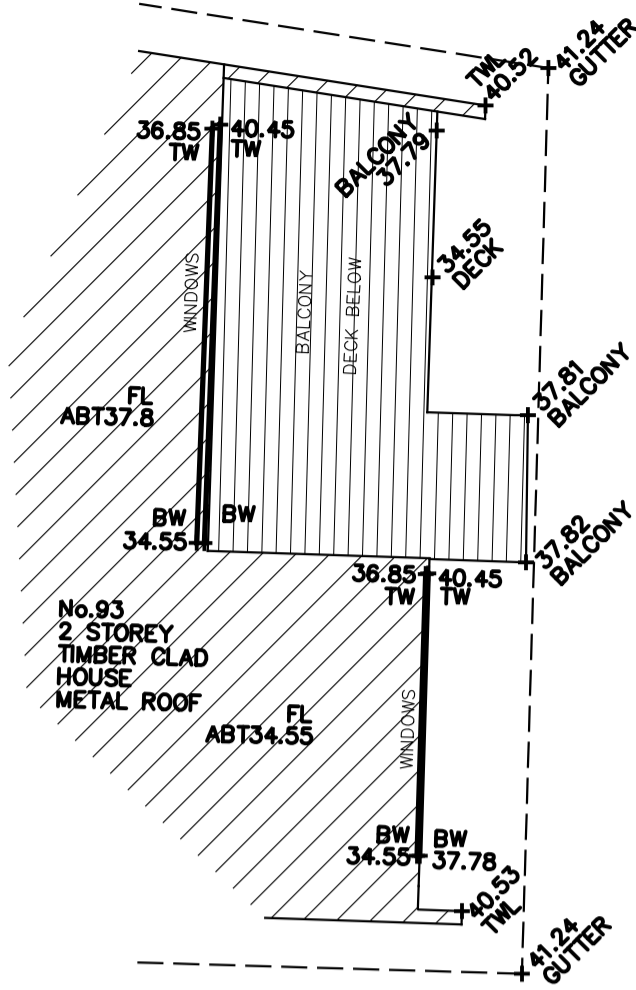 TWL
40.52
41.24
GUTTER
36.85
TW
40.45
TW
BALCONY
37.79
34.55
DECK
WINDOWS
BALCONY
DECK BELOW
37.81
BALCONY
FL
ABT37.8
BW
34.55
BW
37.82
BALCONY
36.85
TW
40.45
TW
No.93
2 STOREY
TIMBER CLAD
HOUSE
METAL ROOF
FL
ABT34.55
WINDOWS
BW
34.55
BW
37.78
40.53
TWL
41.24
GUTTER